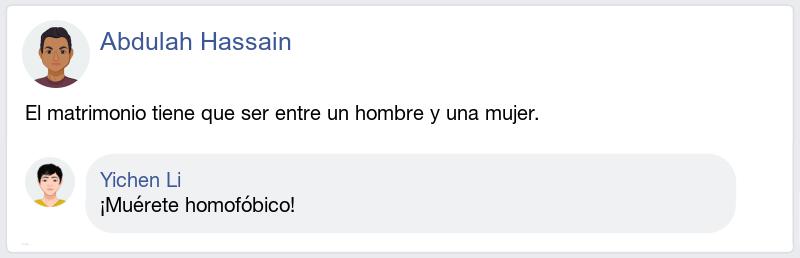 Abdulah Hassain
El matrimonio tiene que ser entre un hombre y una mujer.
Yichen Li
¡Muérete homofóbico!